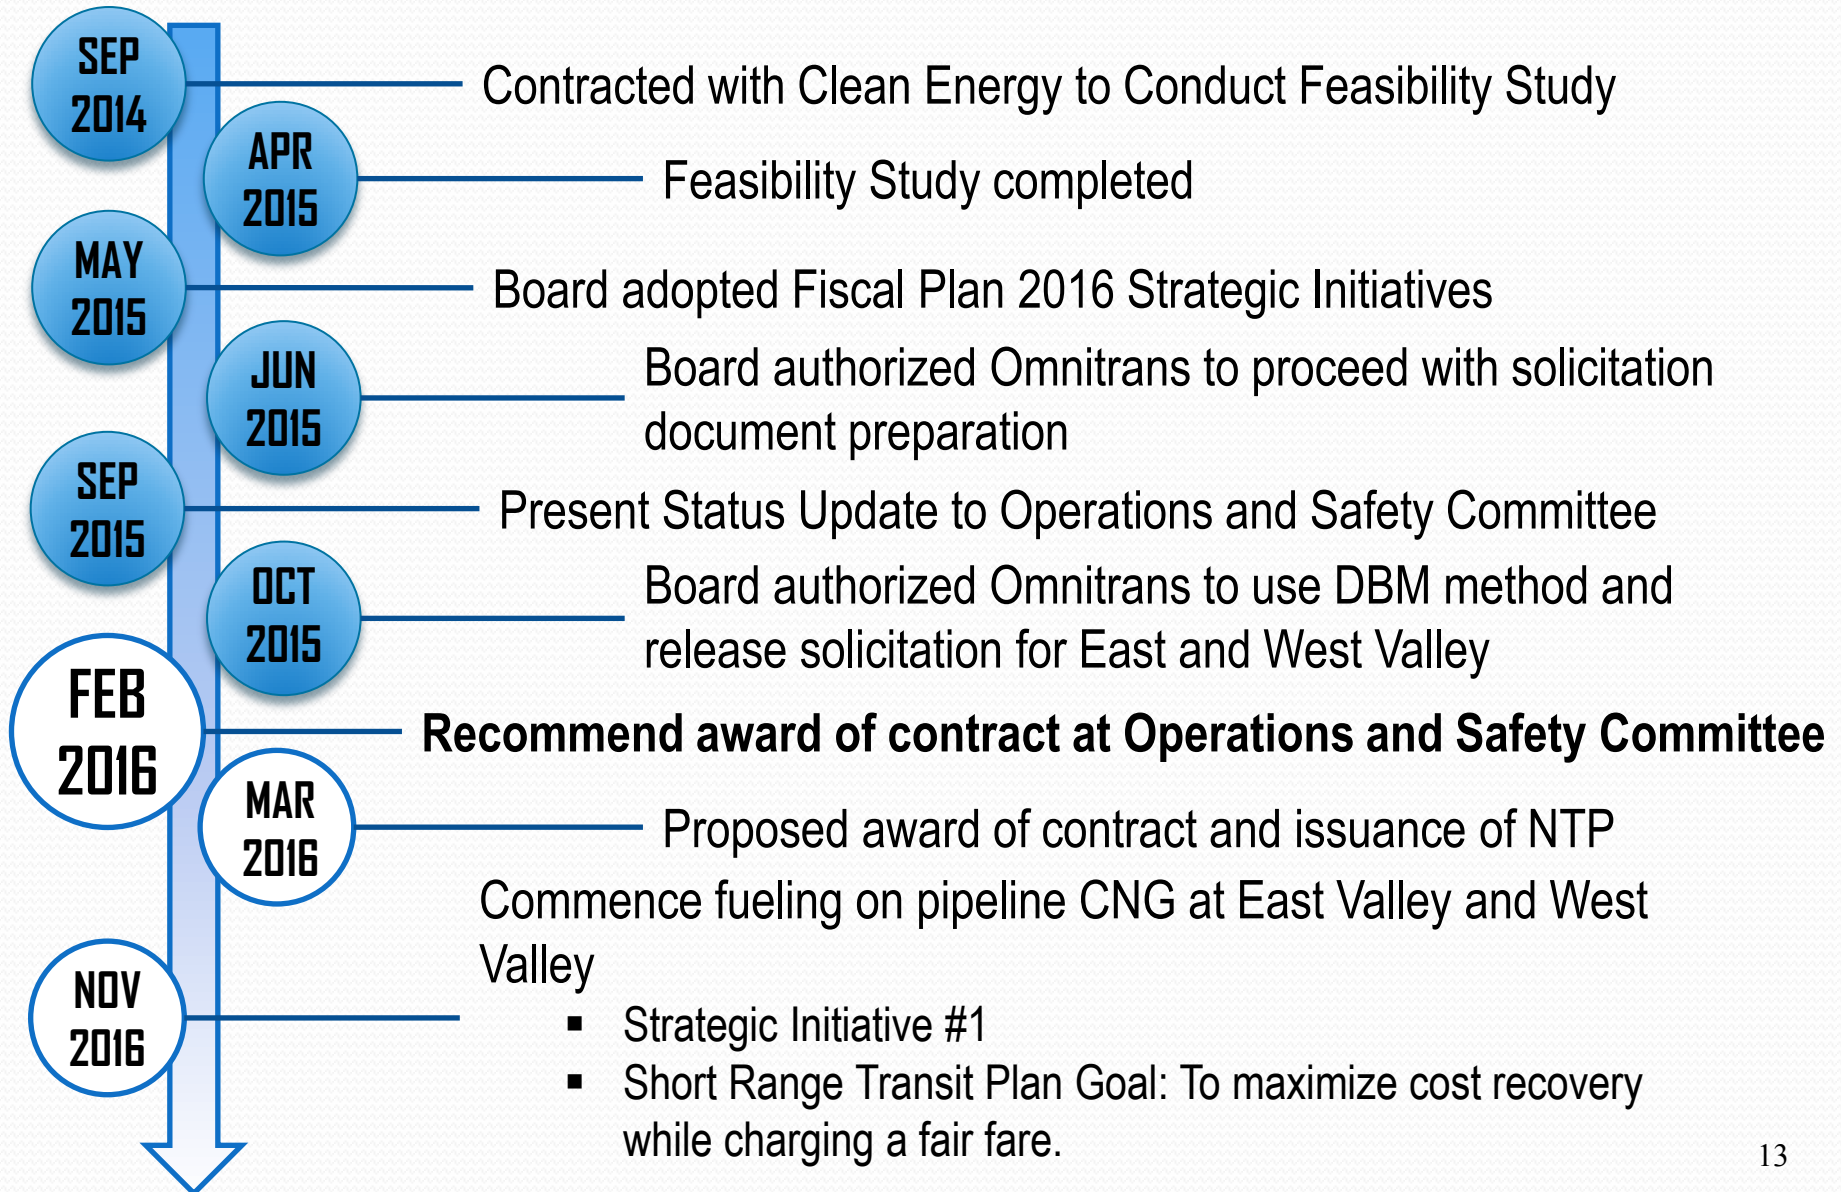 SEP
2014
Contracted with Clean Energy to Conduct Feasibility Study
APR
2015
Feasibility Study completed
MAY
2015
Board adopted Fiscal Plan 2016 Strategic Initiatives
JUN
2015
Board authorized Omnitrans to proceed with solicitation
document preparation
SEP
2015
Present Status Update to Operations and Safety Committee
OCT
2015
Board authorized Omnitrans to use DBM method and
release solicitation for East and West Valley
FEB
2016
Recommend award of contract at Operations and Safety Committee
MAR
2016
Proposed award of contract and issuance of NTP
NOV
2016
Commence fueling on pipeline CNG at East Valley and West
Valley
▪ Strategic Initiative #1
▪ Short Range Transit Plan Goal: To maximize cost recovery
while charging a fair fare.
13